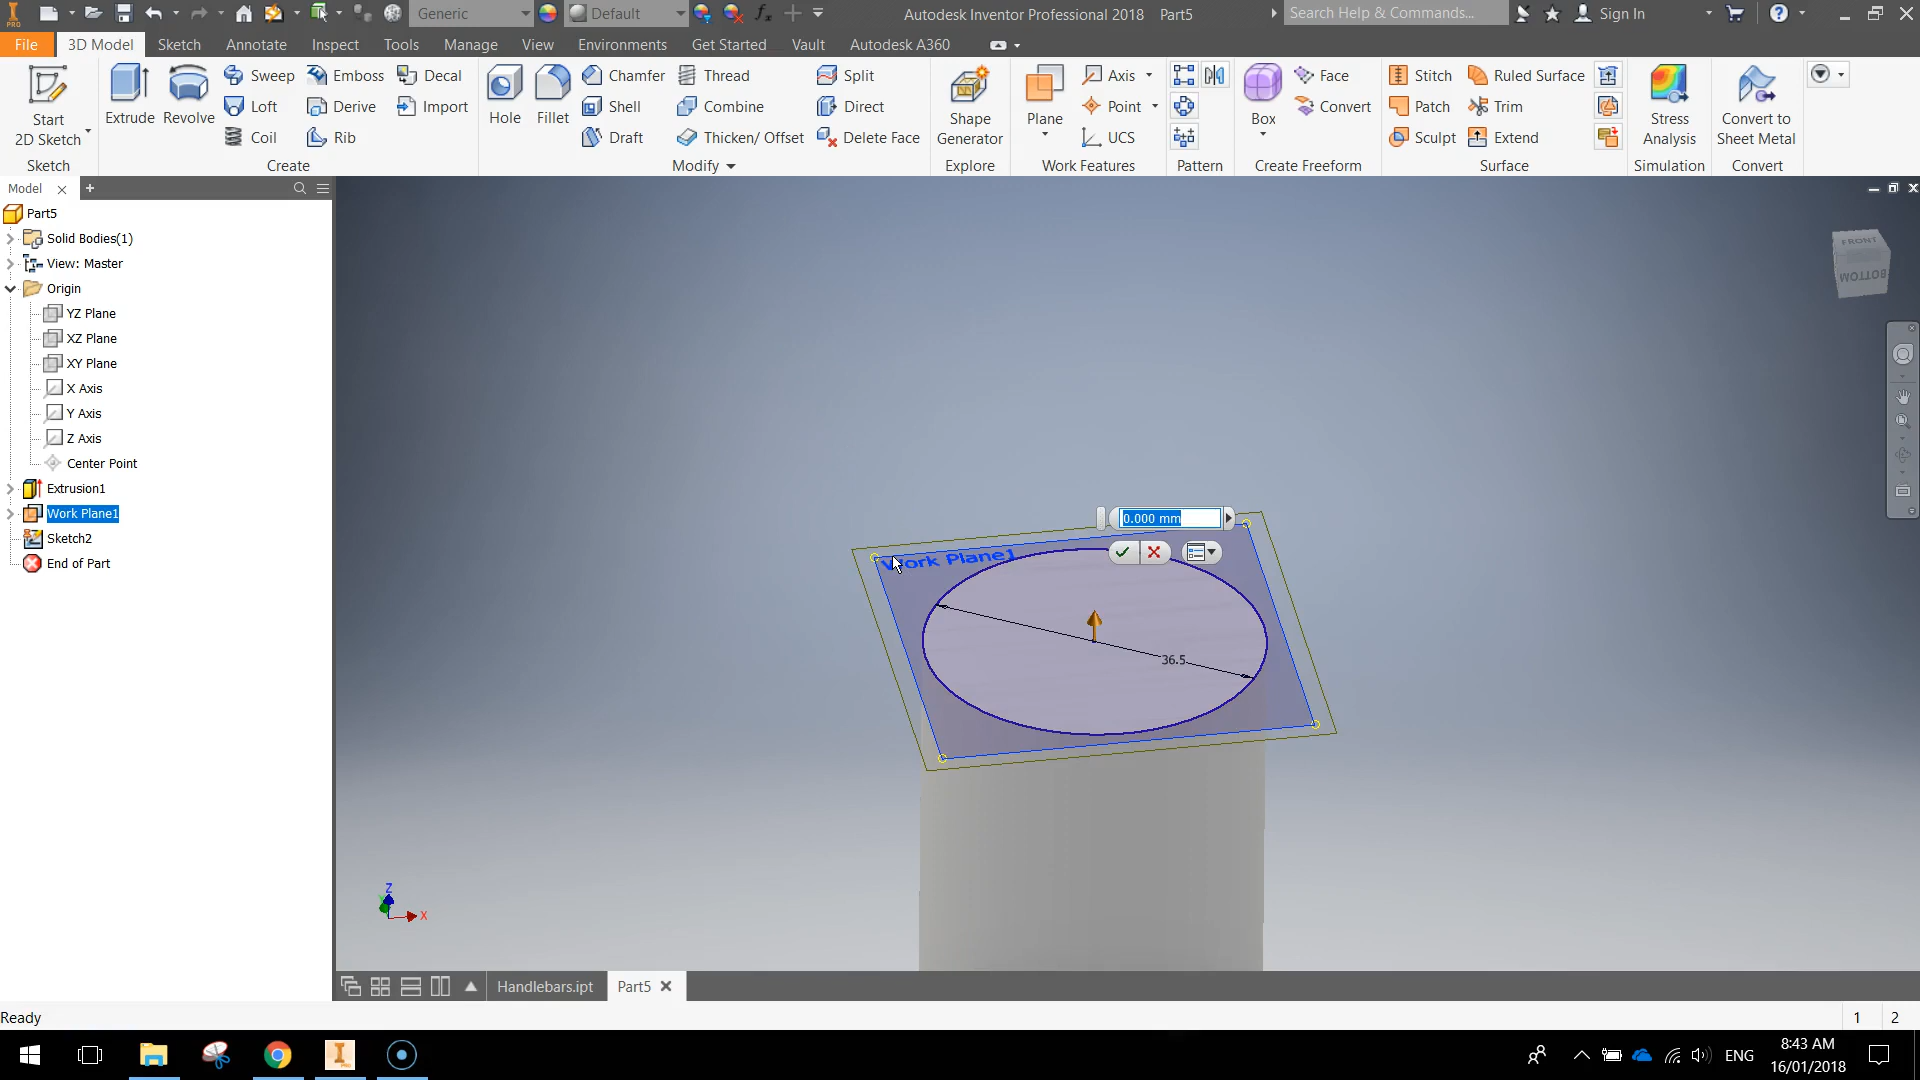 PRO
Generic
Default
Autodesk Inventor Professional 2018 Part5
Search Help & Commands...
Sign In
File
3D Model
Sketch
Annotate
Inspect
Tools
Manage
View
Environments
Get Started
Vault
Autodesk A360
Start
2D Sketch
Sketch
Extrude
Revolve
Sweep
Loft
Coil
Emboss
Derive
Rib
Decal
Import
Create
Hole
Fillet
Chamfer
Shell
Draft
Thread
Combine
Thicken/ Offset
Split
Direct
Delete Face
Modify
Shape
Generator
Explore
Plane
Axis
Point
UCS
Work Features
Pattern
Box
Face
Convert
Create Freeform
Stitch
Patch
Sculpt
Ruled Surface
Trim
Extend
Surface
Stress
Analysis
Simulation
Convert to
Sheet Metal
Convert
Model
Part5
Solid Bodies(1)
View: Master
Origin
YZ Plane
XZ Plane
XY Plane
X Axis
Y Axis
Z Axis
Center Point
Extrusion1
Work Plane1
Sketch2
End of Part
FRONT
BOTTOM
0.000 mm
Work Plane1
36.5
Z
X
Handlebars.ipt
Part5
Ready
1 2
ENG
8:43 AM
16/01/2018